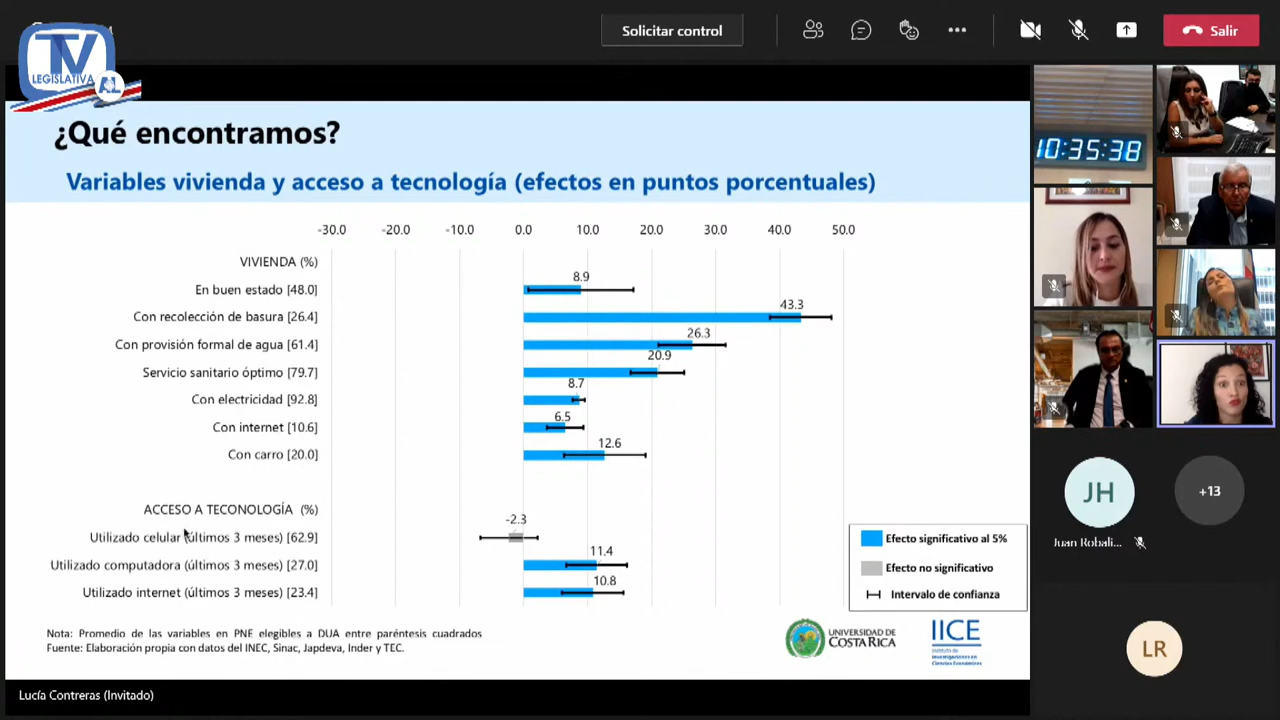 Solicitar control
Salir
TV
LEGISLATIVA
AL
10:35:38
¿Qué encontramos?
Variables vivienda y acceso a tecnología (efectos en puntos porcentuales)
-30.0 -20.0 -10.0 0.0 10.0 20.0 30.0 40.0 50.0
VIVIENDA (%)
En buen estado [48.0] 8.9
Con recolección de basura [26.4] 43.3
Con provisión formal de agua [61.4] 26.3
Servicio sanitario óptimo [79.7] 20.9
Con electricidad [92.8] 8.7
Con internet [10.6] 6.5
Con carro [20.0] 12.6
ACCESO A TECONOLOGÍA (%)
Utilizado celular (últimos 3 meses) [62.9] -2.3
Utilizado computadora (últimos 3 meses) [27.0] 11.4
Utilizado internet (últimos 3 meses) [23.4] 10.8
Efecto significativo al 5%
Efecto no significativo
Intervalo de confianza
Nota: Promedio de las variables en PNE elegibles a DUA entre paréntesis cuadrados
Fuente: Elaboración propia con datos del INEC, Sinac, Japdeva, Inder y TEC.
UNIVERSIDAD DE
COSTA RICA
IICE
Instituto de
Investigaciones en
Ciencias Económicas
JH
+13
Juan Robali...
LR
Lucía Contreras (Invitado)